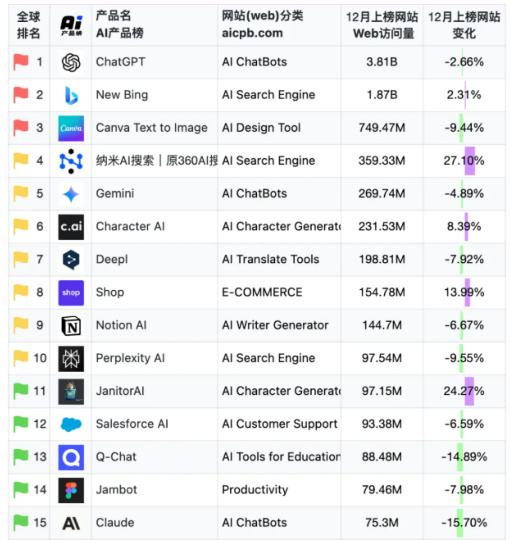 全球 产品名 网站(web)分类 12月上榜网站 12月上榜网站
排名 Ai 产品榜 AI产品榜 aicpb.com Web访问量 变化
1 ChatGPT AI ChatBots 3.81B -2.66%
2 New Bing AI Search Engine 1.87B 2.31%
3 Canva Canva Text to Image AI Design Tool 749.47M -9.44%
4 纳米AI搜索｜原360AI搜 AI Search Engine 359.33M 27.10%
5 Gemini AI ChatBots 269.74M -4.89%
6 c.ai Character AI AI Character Generato 231.53M 8.39%
7 Deepl AI Translate Tools 198.81M -7.92%
8 shop Shop E-COMMERCE 154.78M 13.99%
9 Notion AI AI Writer Generator 144.7M -6.67%
10 Perplexity AI AI Search Engine 97.54M -9.55%
11 JanitorAI AI Character Generato 97.15M 24.27%
12 Salesforce AI AI Customer Support 93.38M -6.59%
13 Q-Chat AI Tools for Education 88.48M -14.89%
14 Jambot Productivity 79.46M -7.98%
15 Claude AI ChatBots 75.3M -15.70%